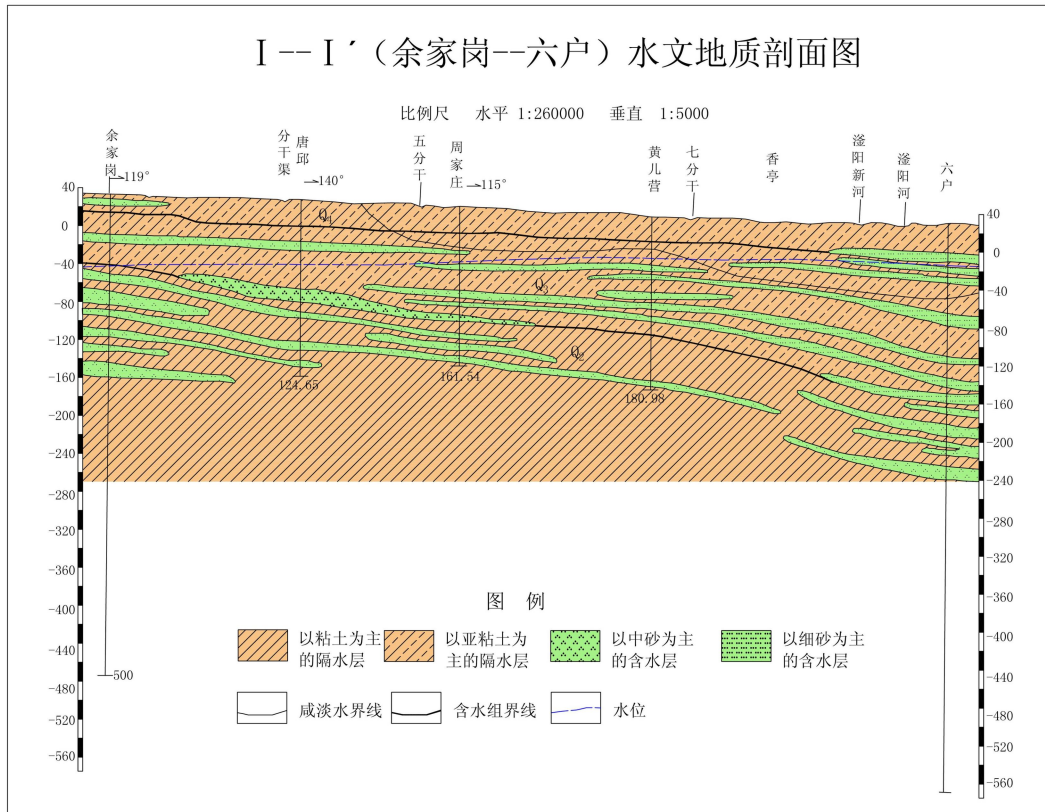 Ⅰ--Ⅰ′（余家岗--六户）水文地质剖面图
比例尺 水平 1:260000 垂直 1:5000
余家岗
分干渠
唐邱
五分干
周家庄
黄儿营
七分干
香亭
滏阳新河
滏阳河
六户
119°
140°
115°
40
0
-40
-80
-120
-160
-200
-240
-280
-320
-360
-400
-440
-480
-520
-560
Q4
Q3
Q2
124.65
161.54
180.98
500
40
0
-40
-80
-120
-160
-200
-240
-280
-320
-360
-400
-440
-480
-520
-560
图 例
以粘土为主
的隔水层
以亚粘土为
主的隔水层
以中砂为主
的含水层
以细砂为主
的含水层
咸淡水界线
含水组界线
水位